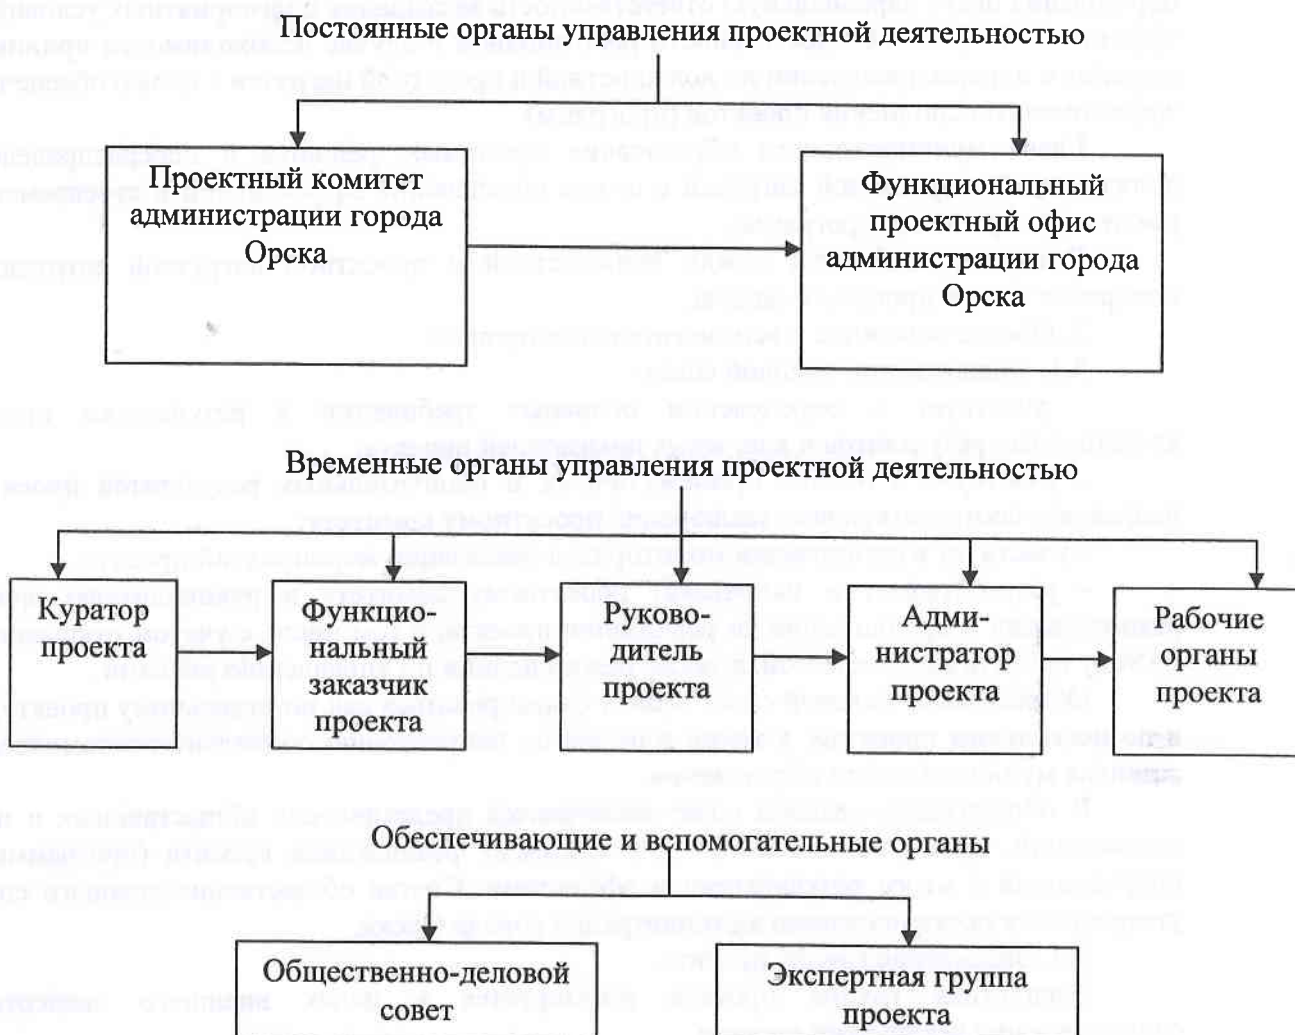 Постоянные органы управления проектной деятельностью
Проектный комитет
администрации города
Орска
Функциональный
проектный офис
администрации города
Орска
Временные органы управления проектной деятельностью
Куратор
проекта
Функцио-
нальный
заказчик
проекта
Руково-
дитель
проекта
Адми-
нистратор
проекта
Рабочие
органы
проекта
Обеспечивающие и вспомогательные органы
Общественно-деловой
совет
Экспертная группа
проекта